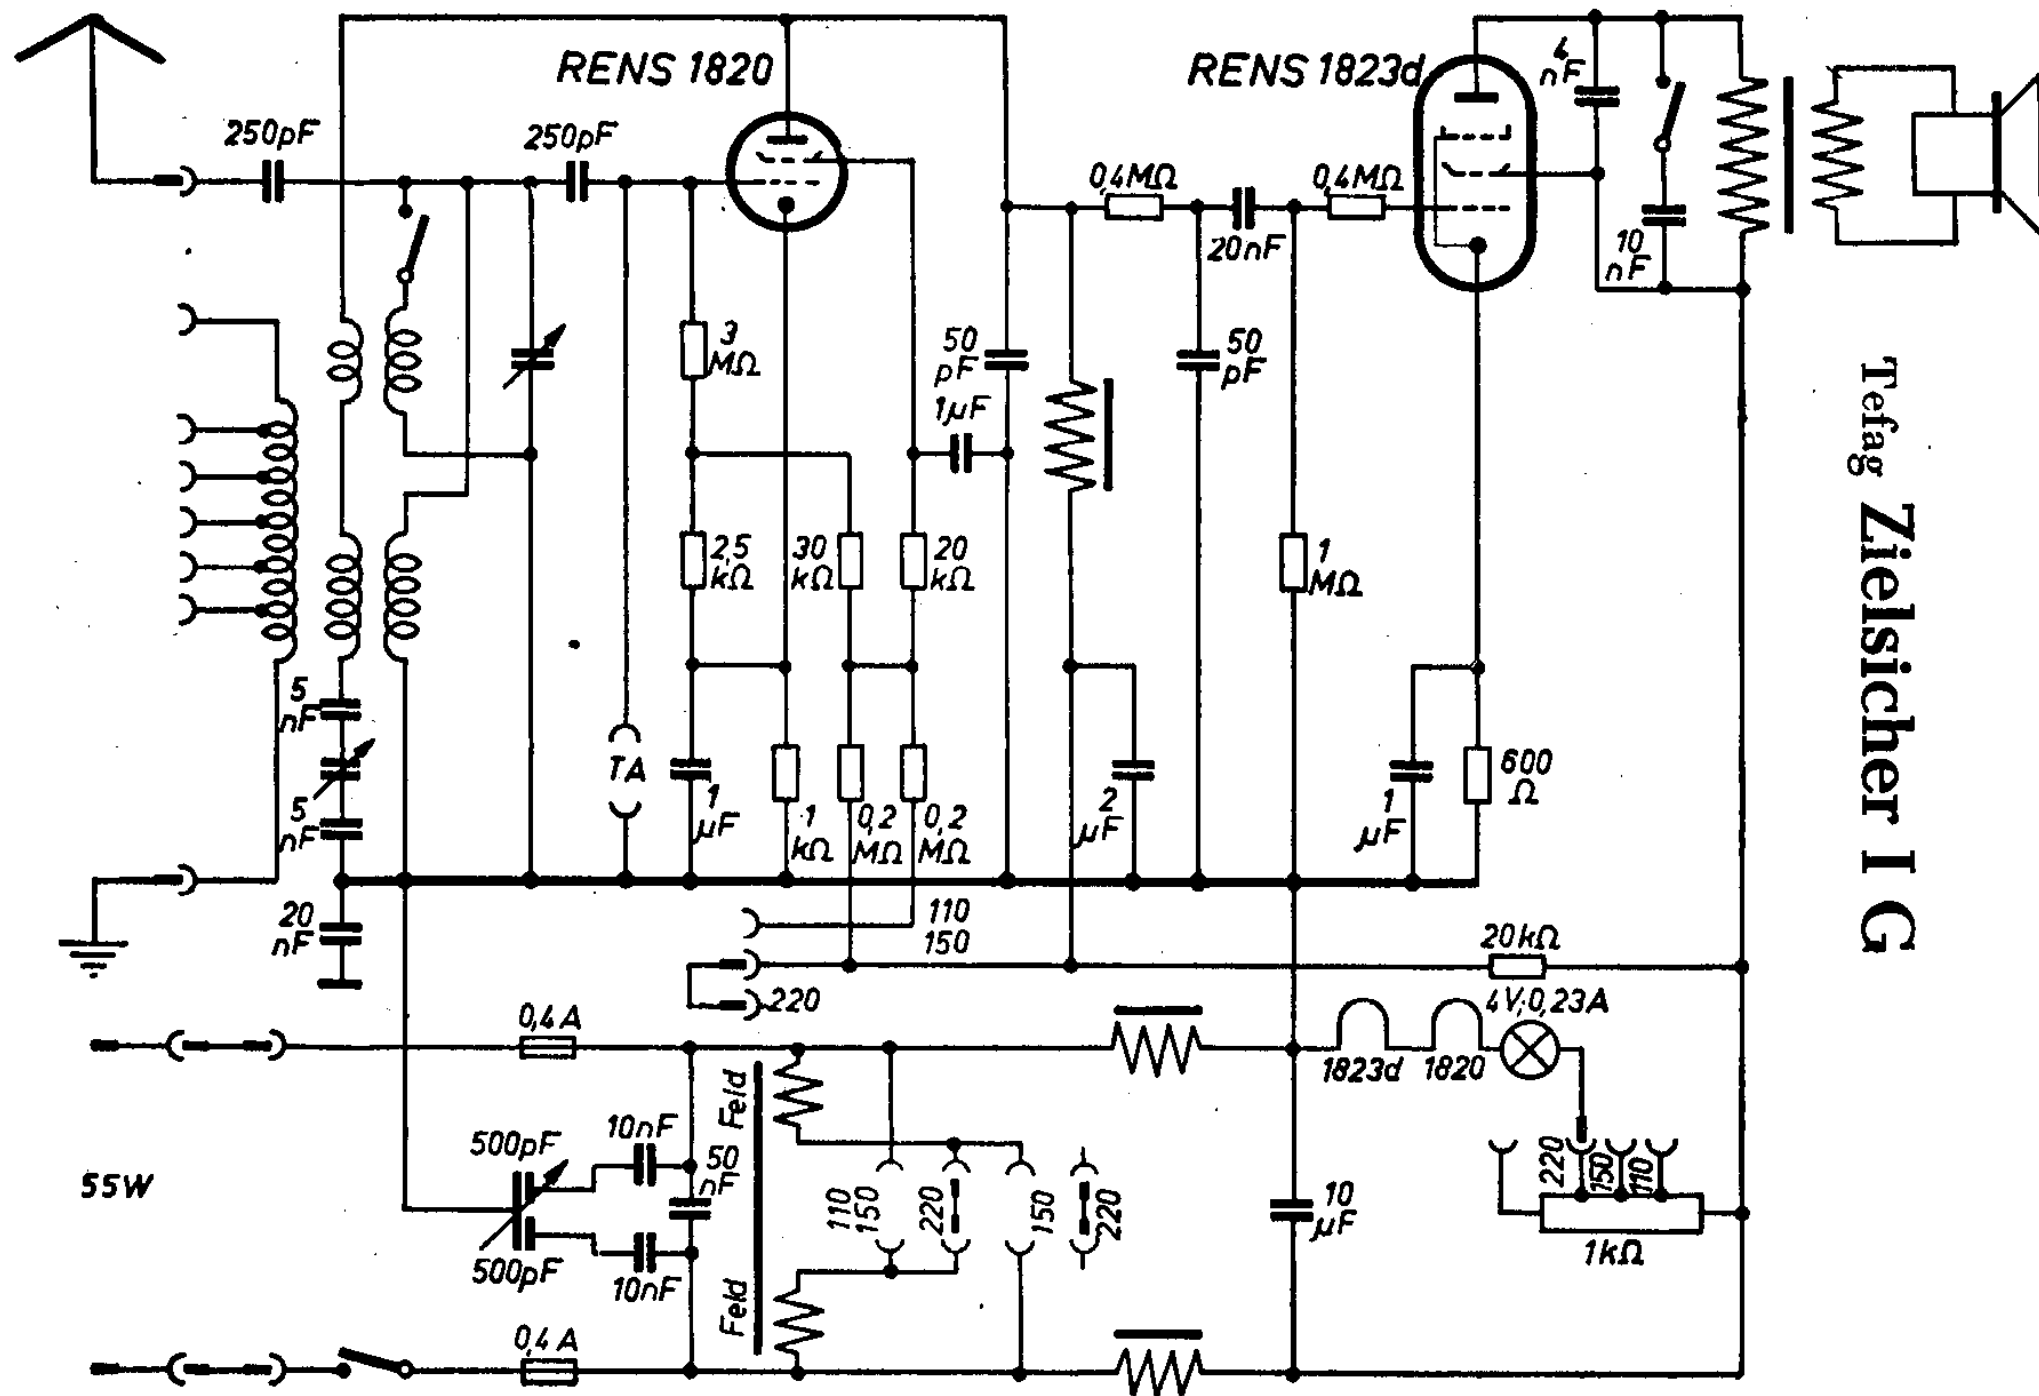 RENS 1820
RENS 1823d
4
nF
250pF
250pF
0,4MΩ
0,4MΩ
20nF
10
nF
3
MΩ
50
pF
1µF
50
pF
Tefag Zielsicher I G
2,5
kΩ
30
kΩ
20
kΩ
1
MΩ
5
nF
5
nF
TA
1
µF
1
kΩ
0,2
MΩ
0,2
MΩ
2
µF
1
µF
600
Ω
20
nF
110
150
220
20kΩ
4V;0,23A
0,4A
1823d
1820
Feld
500pF
10nF
50
nF
55W
110
150
220
150
220
10
µF
220
150
110
1kΩ
500pF
10nF
Feld
0,4A